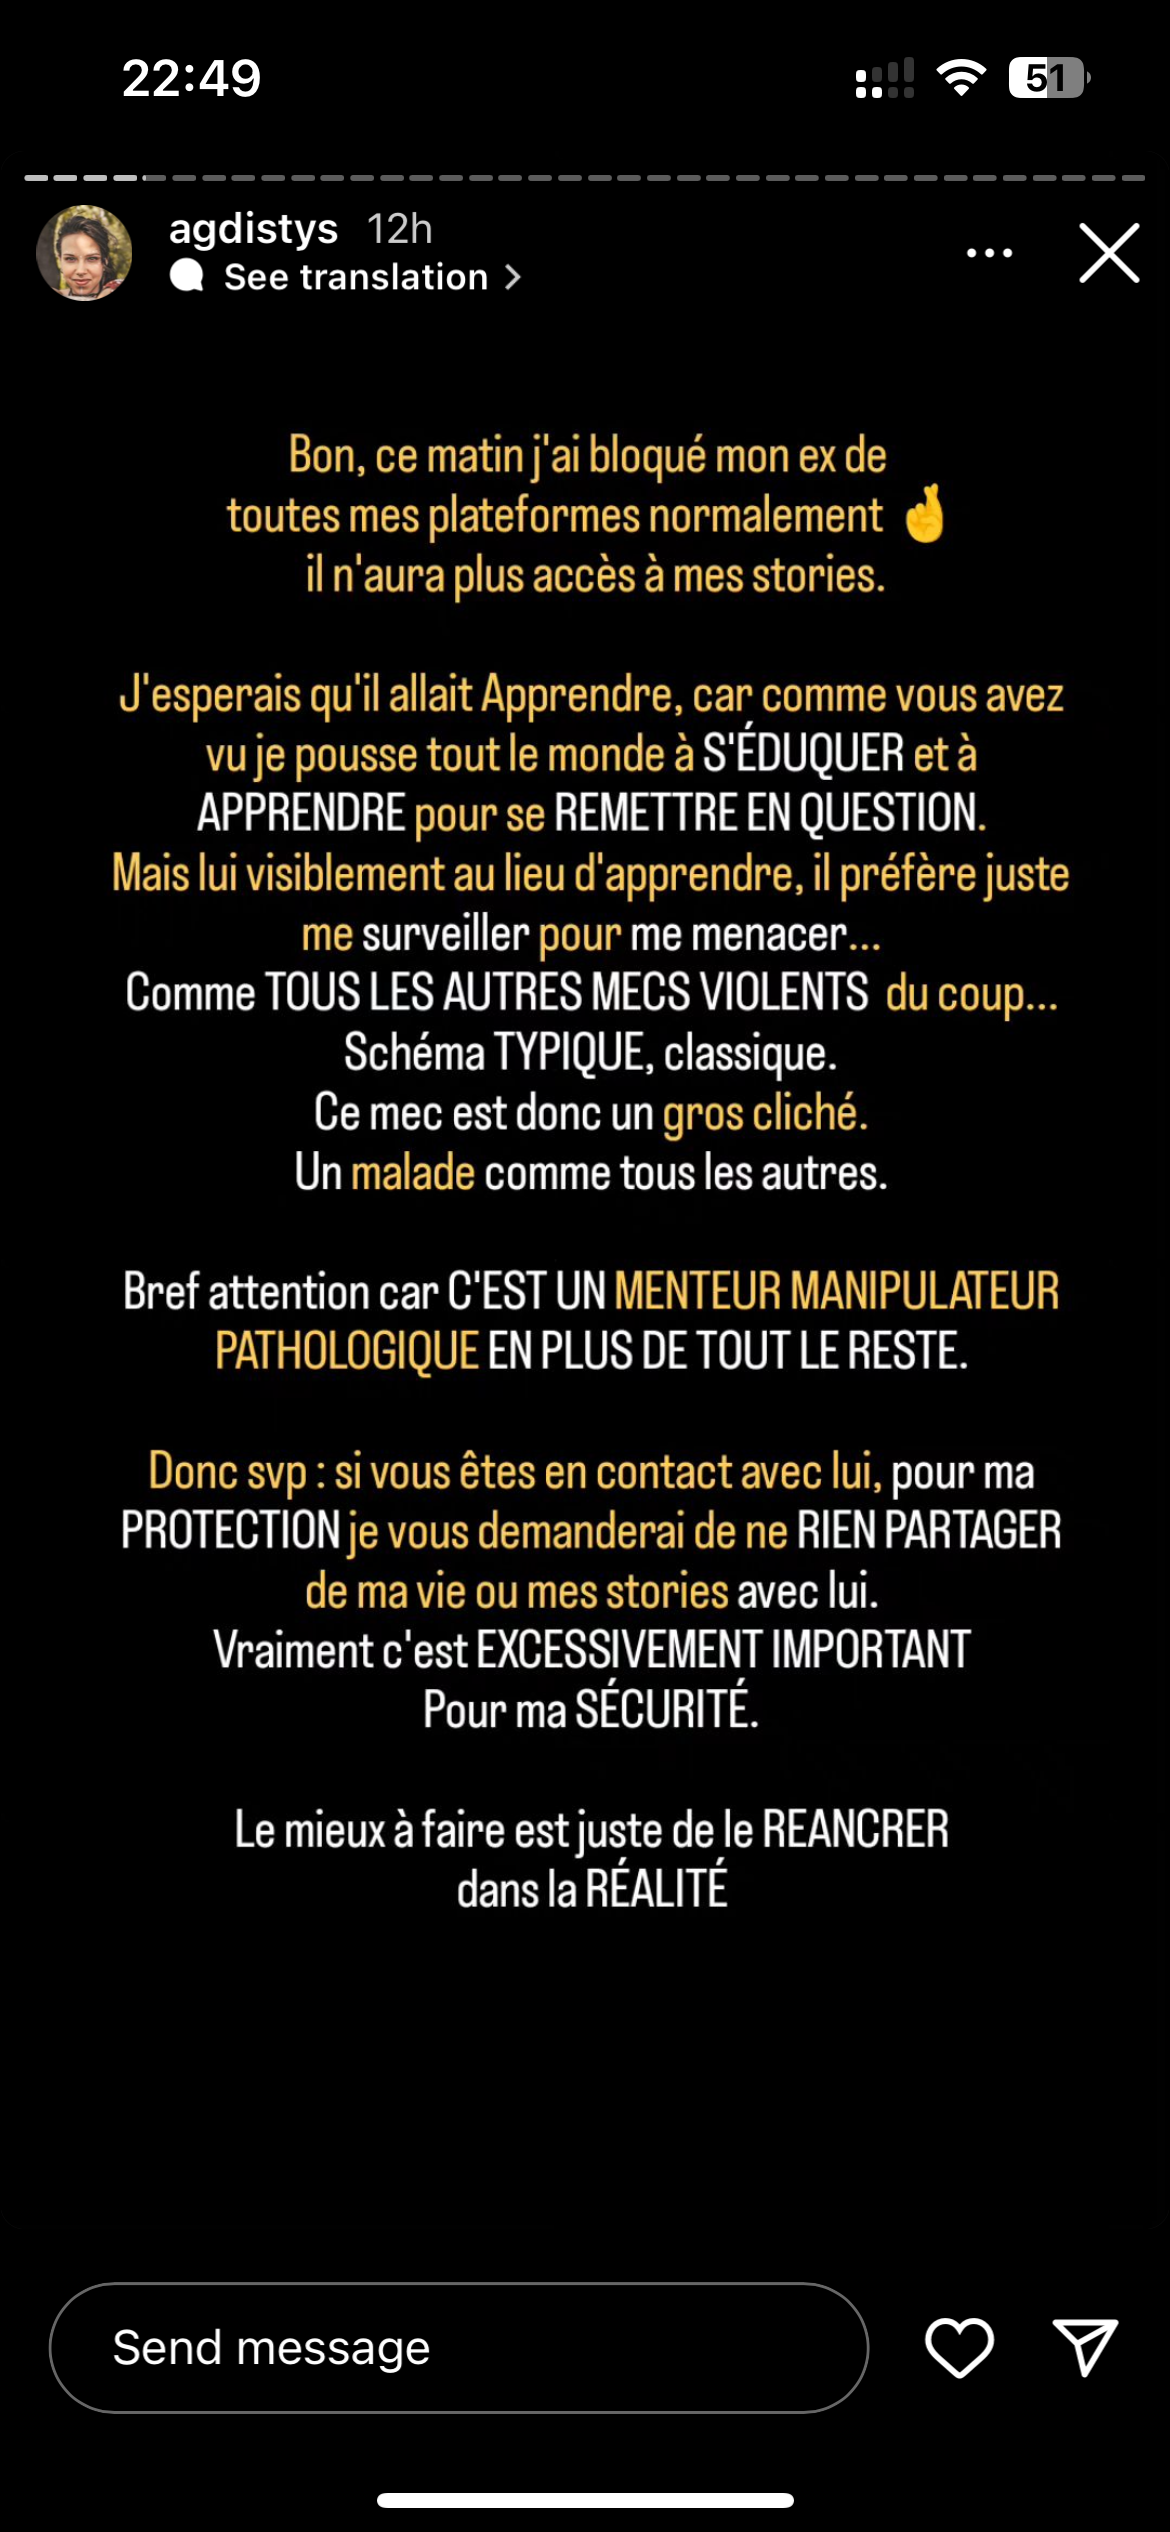 22:49
51
agdistys 12h
See translation >
Bon, ce matin j'ai bloqué mon ex de
toutes mes plateformes normalement 🤞
il n'aura plus accès à mes stories.
J'esperais qu'il allait Apprendre, car comme vous avez
vu je pousse tout le monde à S'ÉDUQUER et à
APPRENDRE pour se REMETTRE EN QUESTION.
Mais lui visiblement au lieu d'apprendre, il préfère juste
me surveiller pour me menacer...
Comme TOUS LES AUTRES MECS VIOLENTS du coup...
Schéma TYPIQUE, classique.
Ce mec est donc un gros cliché.
Un malade comme tous les autres.
Bref attention car C'EST UN MENTEUR MANIPULATEUR
PATHOLOGIQUE EN PLUS DE TOUT LE RESTE.
Donc svp : si vous êtes en contact avec lui, pour ma
PROTECTION je vous demanderai de ne RIEN PARTAGER
de ma vie ou mes stories avec lui.
Vraiment c'est EXCESSIVEMENT IMPORTANT
Pour ma SÉCURITÉ.
Le mieux à faire est juste de le REANCRER
dans la RÉALITÉ
Send message